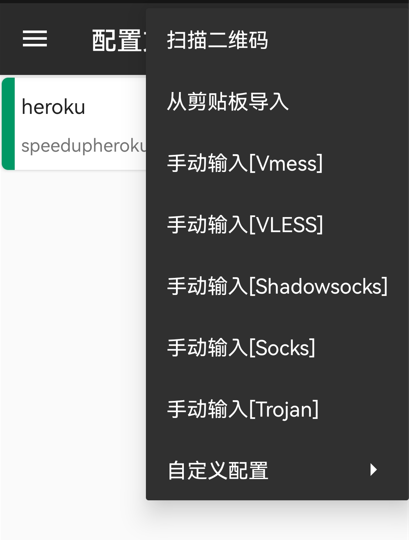 配置
扫描二维码
heroku
从剪贴板导入
speedupheroku
手动输入[Vmess]
手动输入[VLESS]
手动输入[Shadowsocks]
手动输入[Socks]
手动输入[Trojan]
自定义配置